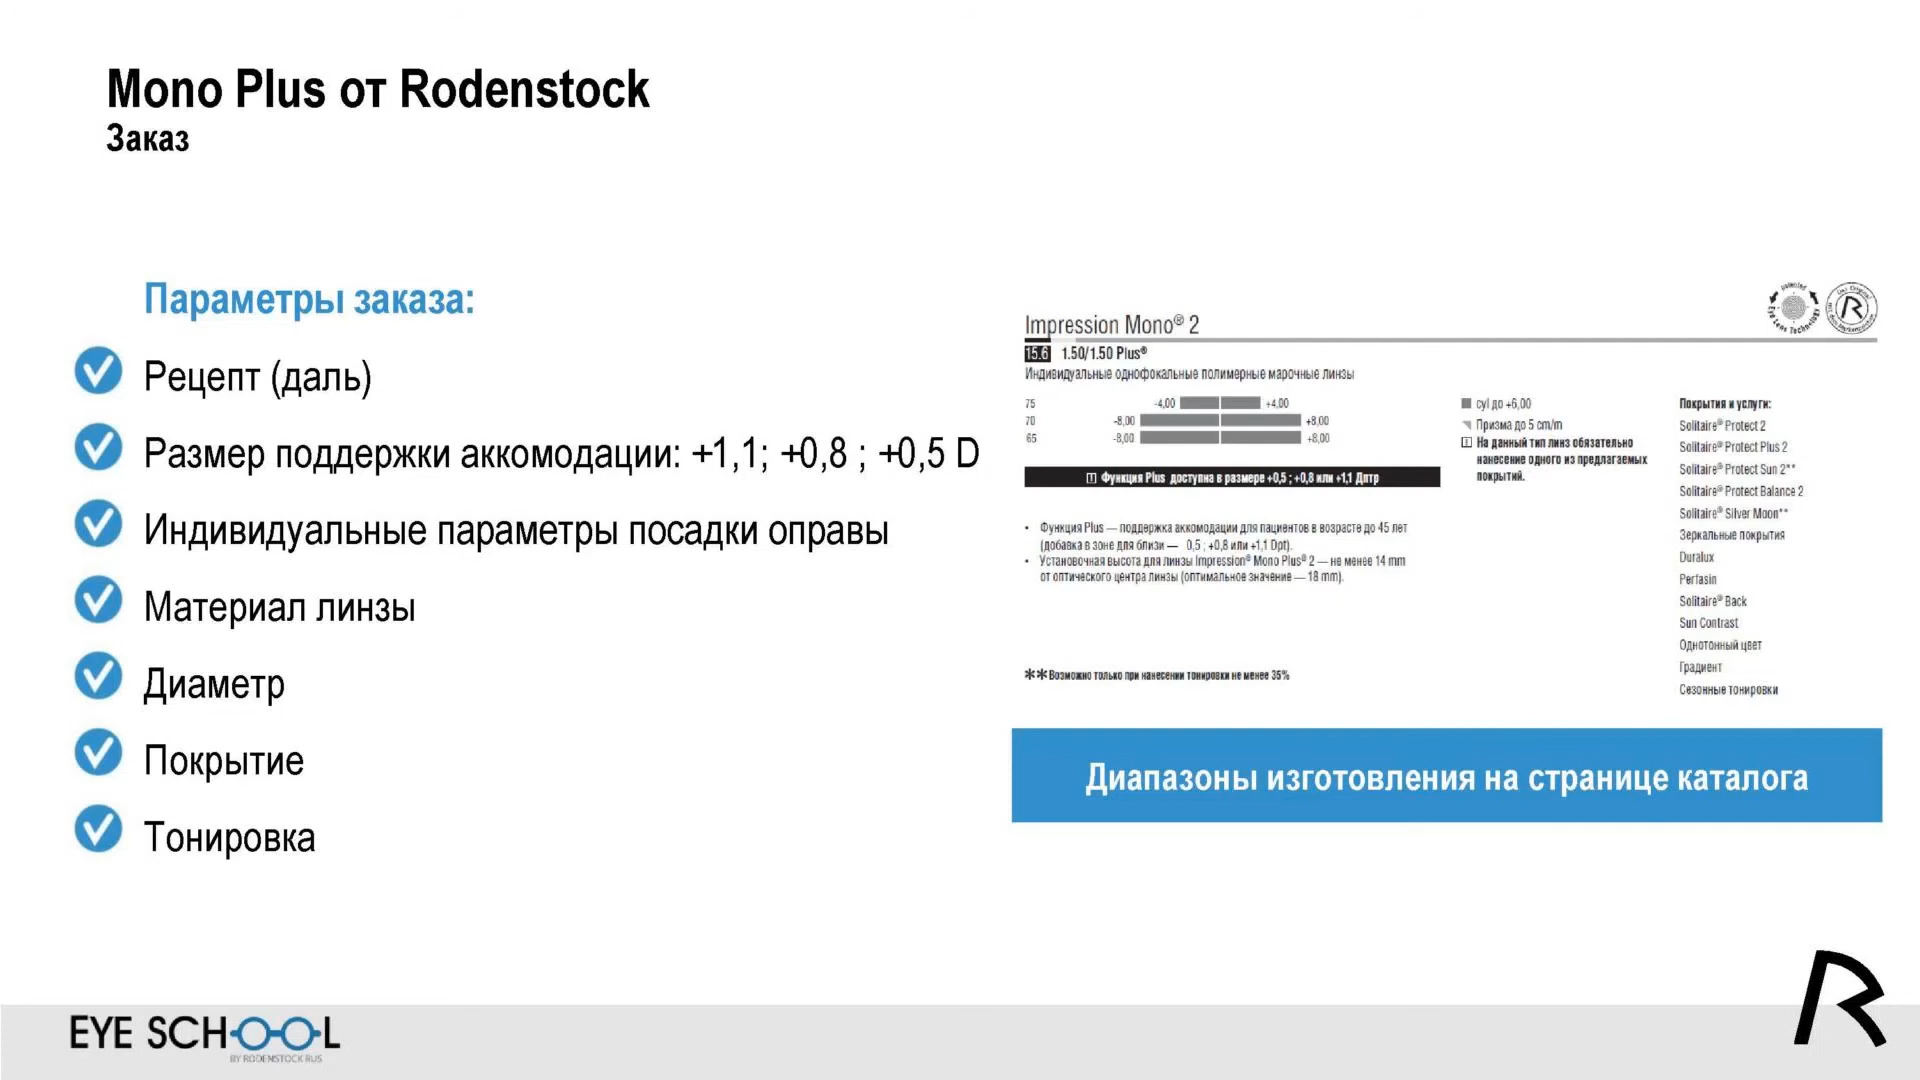 Mono Plus от Rodenstock
Заказ
Параметры заказа:
Рецепт (даль)
Размер поддержки аккомодации: +1,1; +0,8 ; +0,5 D
Индивидуальные параметры посадки оправы
Материал линзы
Диаметр
Покрытие
Тонировка
Impression Mono® 2
15.6 1.50/1.50 Plus®
Индивидуальные однофокальные полимерные марочные линзы
75 -4,00 +4,00
70 -8,00 +8,00
65 -8,00 +8,00
Функция Plus доступна в размере +0,5 ; +0,8 или +1,1 Дптр
• Функция Plus — поддержка аккомодации для пациентов в возрасте до 45 лет
(добавка в зоне для близи — 0,5 ; +0,8 или +1,1 Dpt).
• Установочная высота для линзы Impression® Mono Plus® 2 — не менее 14 mm
от оптического центра линзы (оптимальное значение — 18 mm).
**Возможно только при нанесении тонировки не менее 35%
cyl до +6,00
Призма до 5 cm/m
На данный тип линз обязательно
нанесение одного из предлагаемых
покрытий.
Покрытия и услуги:
Solitaire® Protect 2
Solitaire® Protect Plus 2
Solitaire® Protect Sun 2**
Solitaire® Protect Balance 2
Solitaire® Silver Moon**
Зеркальные покрытия
Duralux
Perfasin
Solitaire® Back
Sun Contrast
Однотонный цвет
Градиент
Сезонные тонировки
patented
Eye Lens Technology
R
Диапазоны изготовления на странице каталога
EYE SCHOOL
BY RODENSTOCK RUS
R